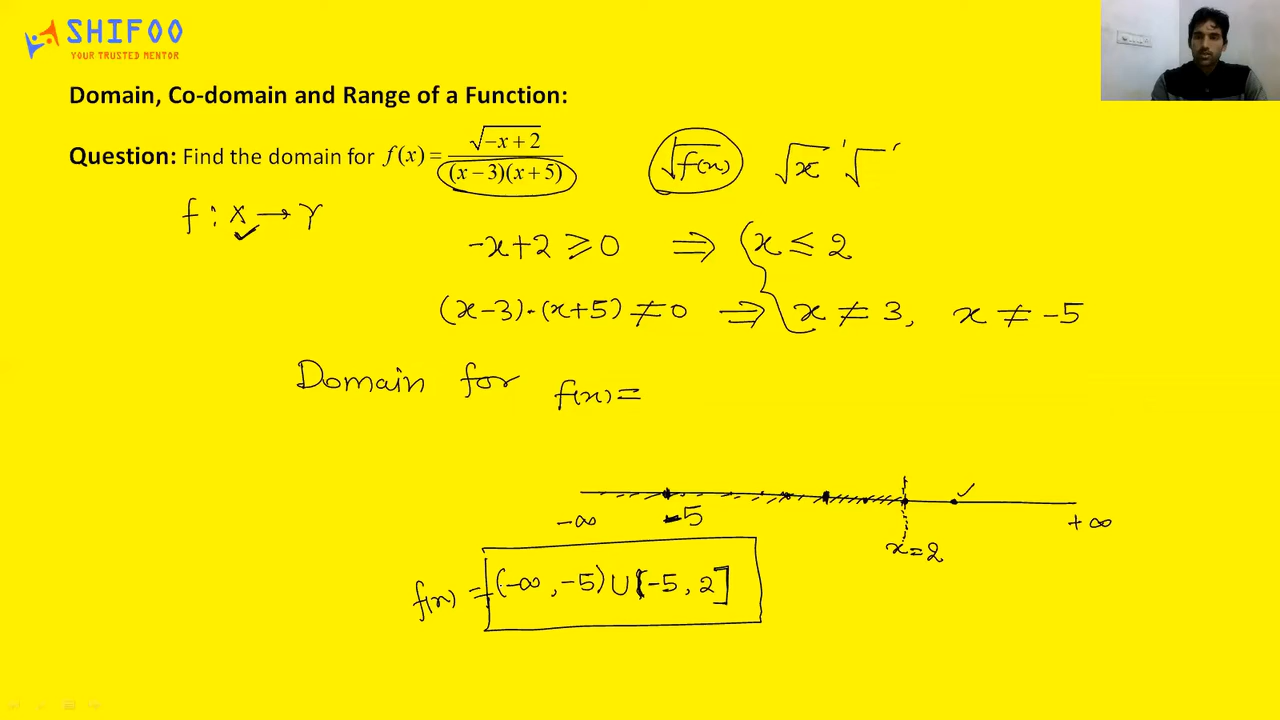 SHIFOO
YOUR TRUSTED MENTOR
Domain, Co-domain and Range of a Function:
Question: Find the domain for f(x) = √(-x+2) / (x-3)(x+5)    √f(x)    √x ' √ '
f : X → Y
-x+2 ⩾ 0 ⇒ x ≤ 2
(x-3)·(x+5) ≠ 0 ⇒ x ≠ 3, x ≠ -5
Domain for f(x) =
-∞ -5 x=2 +∞
f(x) = (-∞, -5) ∪ (-5, 2]